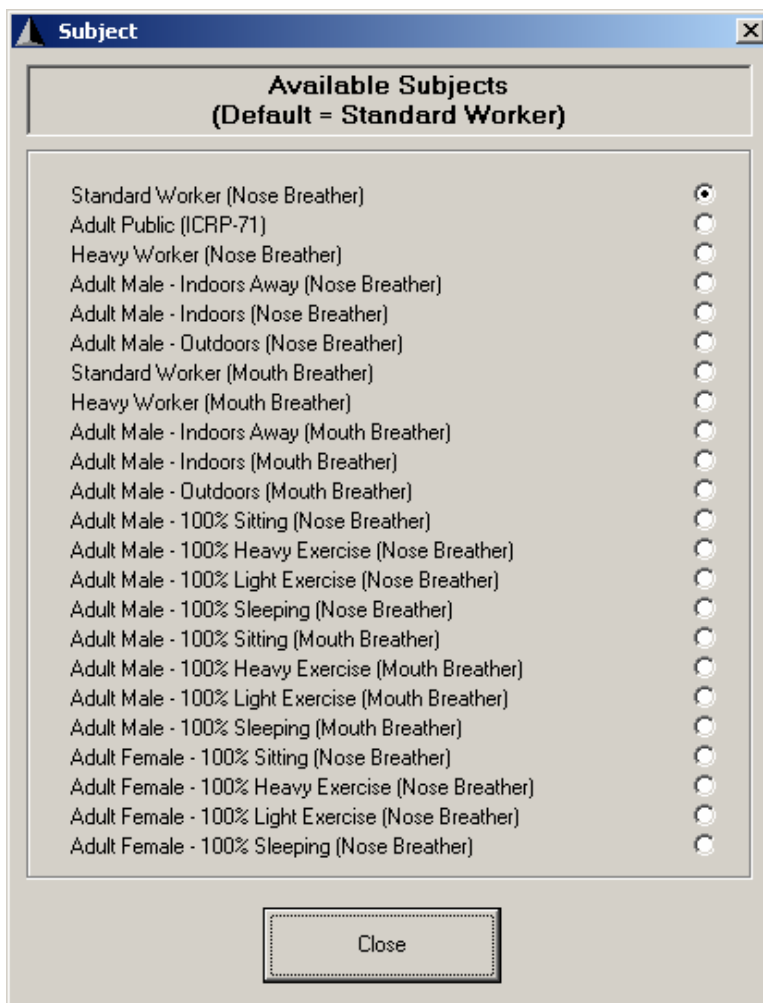 Subject
Available Subjects
(Default = Standard Worker)
Standard Worker (Nose Breather)
Adult Public (ICRP-71)
Heavy Worker (Nose Breather)
Adult Male - Indoors Away (Nose Breather)
Adult Male - Indoors (Nose Breather)
Adult Male - Outdoors (Nose Breather)
Standard Worker (Mouth Breather)
Heavy Worker (Mouth Breather)
Adult Male - Indoors Away (Mouth Breather)
Adult Male - Indoors (Mouth Breather)
Adult Male - Outdoors (Mouth Breather)
Adult Male - 100% Sitting (Nose Breather)
Adult Male - 100% Heavy Exercise (Nose Breather)
Adult Male - 100% Light Exercise (Nose Breather)
Adult Male - 100% Sleeping (Nose Breather)
Adult Male - 100% Sitting (Mouth Breather)
Adult Male - 100% Heavy Exercise (Mouth Breather)
Adult Male - 100% Light Exercise (Mouth Breather)
Adult Male - 100% Sleeping (Mouth Breather)
Adult Female - 100% Sitting (Nose Breather)
Adult Female - 100% Heavy Exercise (Nose Breather)
Adult Female - 100% Light Exercise (Nose Breather)
Adult Female - 100% Sleeping (Nose Breather)
Close